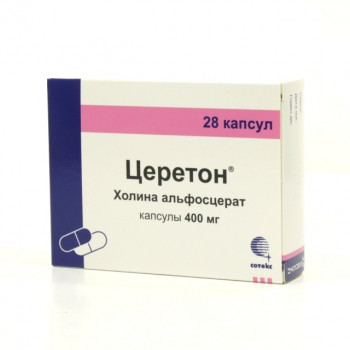 28 капсул
Церетон®
Холина альфосцерат
капсулы 400 мг
сотекс